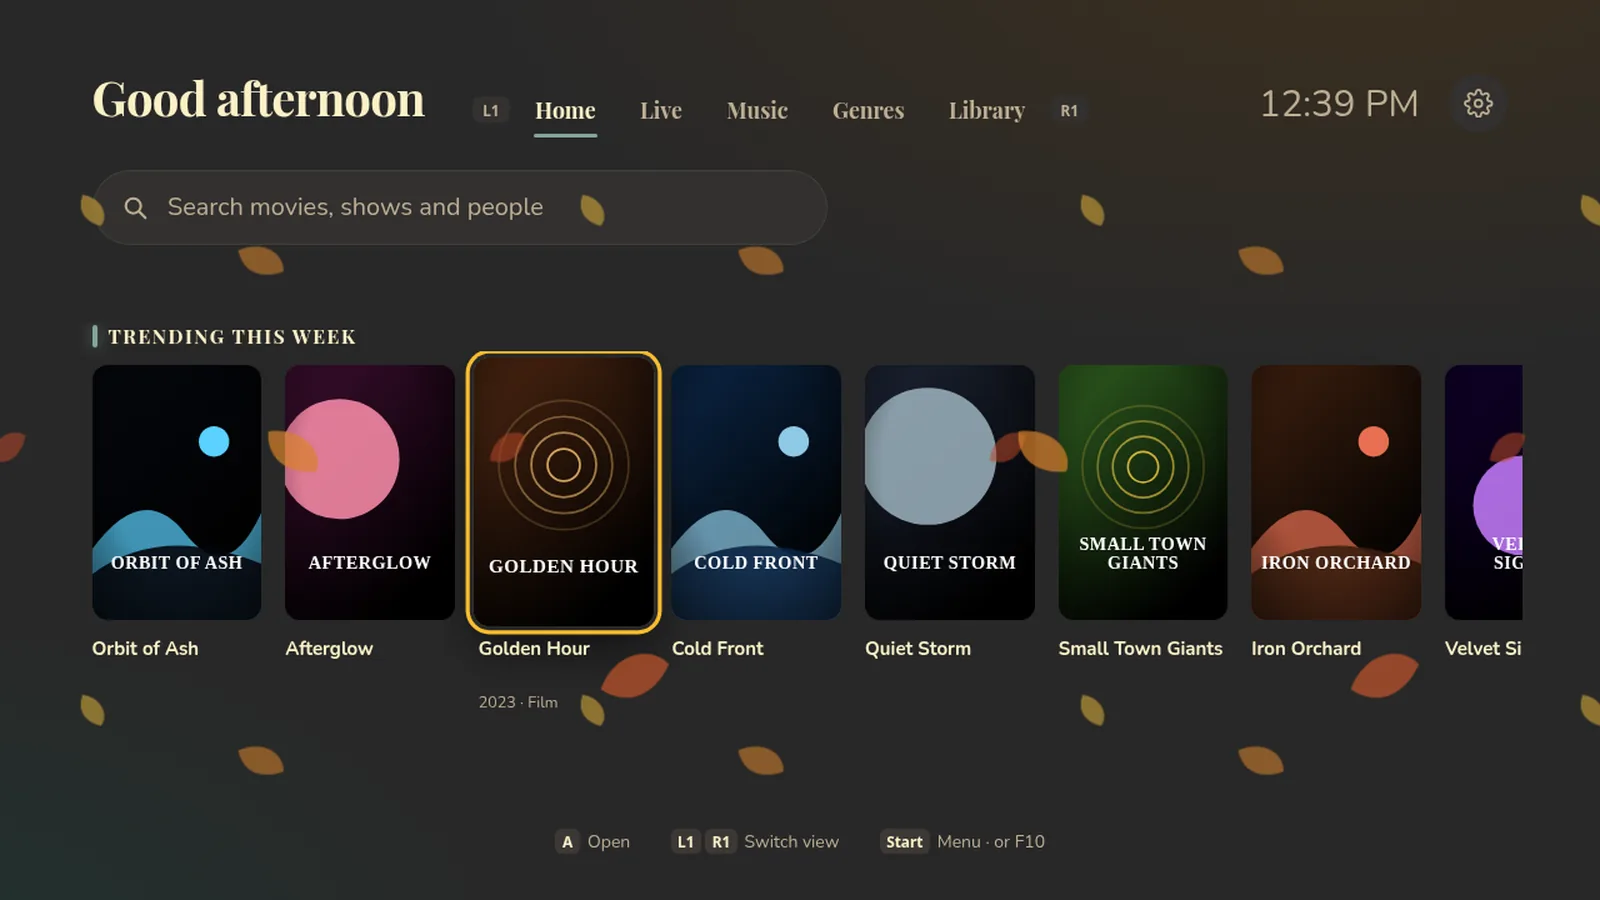 Good afternoon
L1 Home Live Music Genres Library R1
12:39 PM
Search movies, shows and people
TRENDING THIS WEEK
ORBIT OF ASH
AFTERGLOW
GOLDEN HOUR
COLD FRONT
QUIET STORM
SMALL TOWN
GIANTS
IRON ORCHARD
Orbit of Ash
Afterglow
Golden Hour
Cold Front
Quiet Storm
Small Town Giants
Iron Orchard
Velvet Si
2023 · Film
A Open
L1 R1 Switch view
Start Menu · or F10